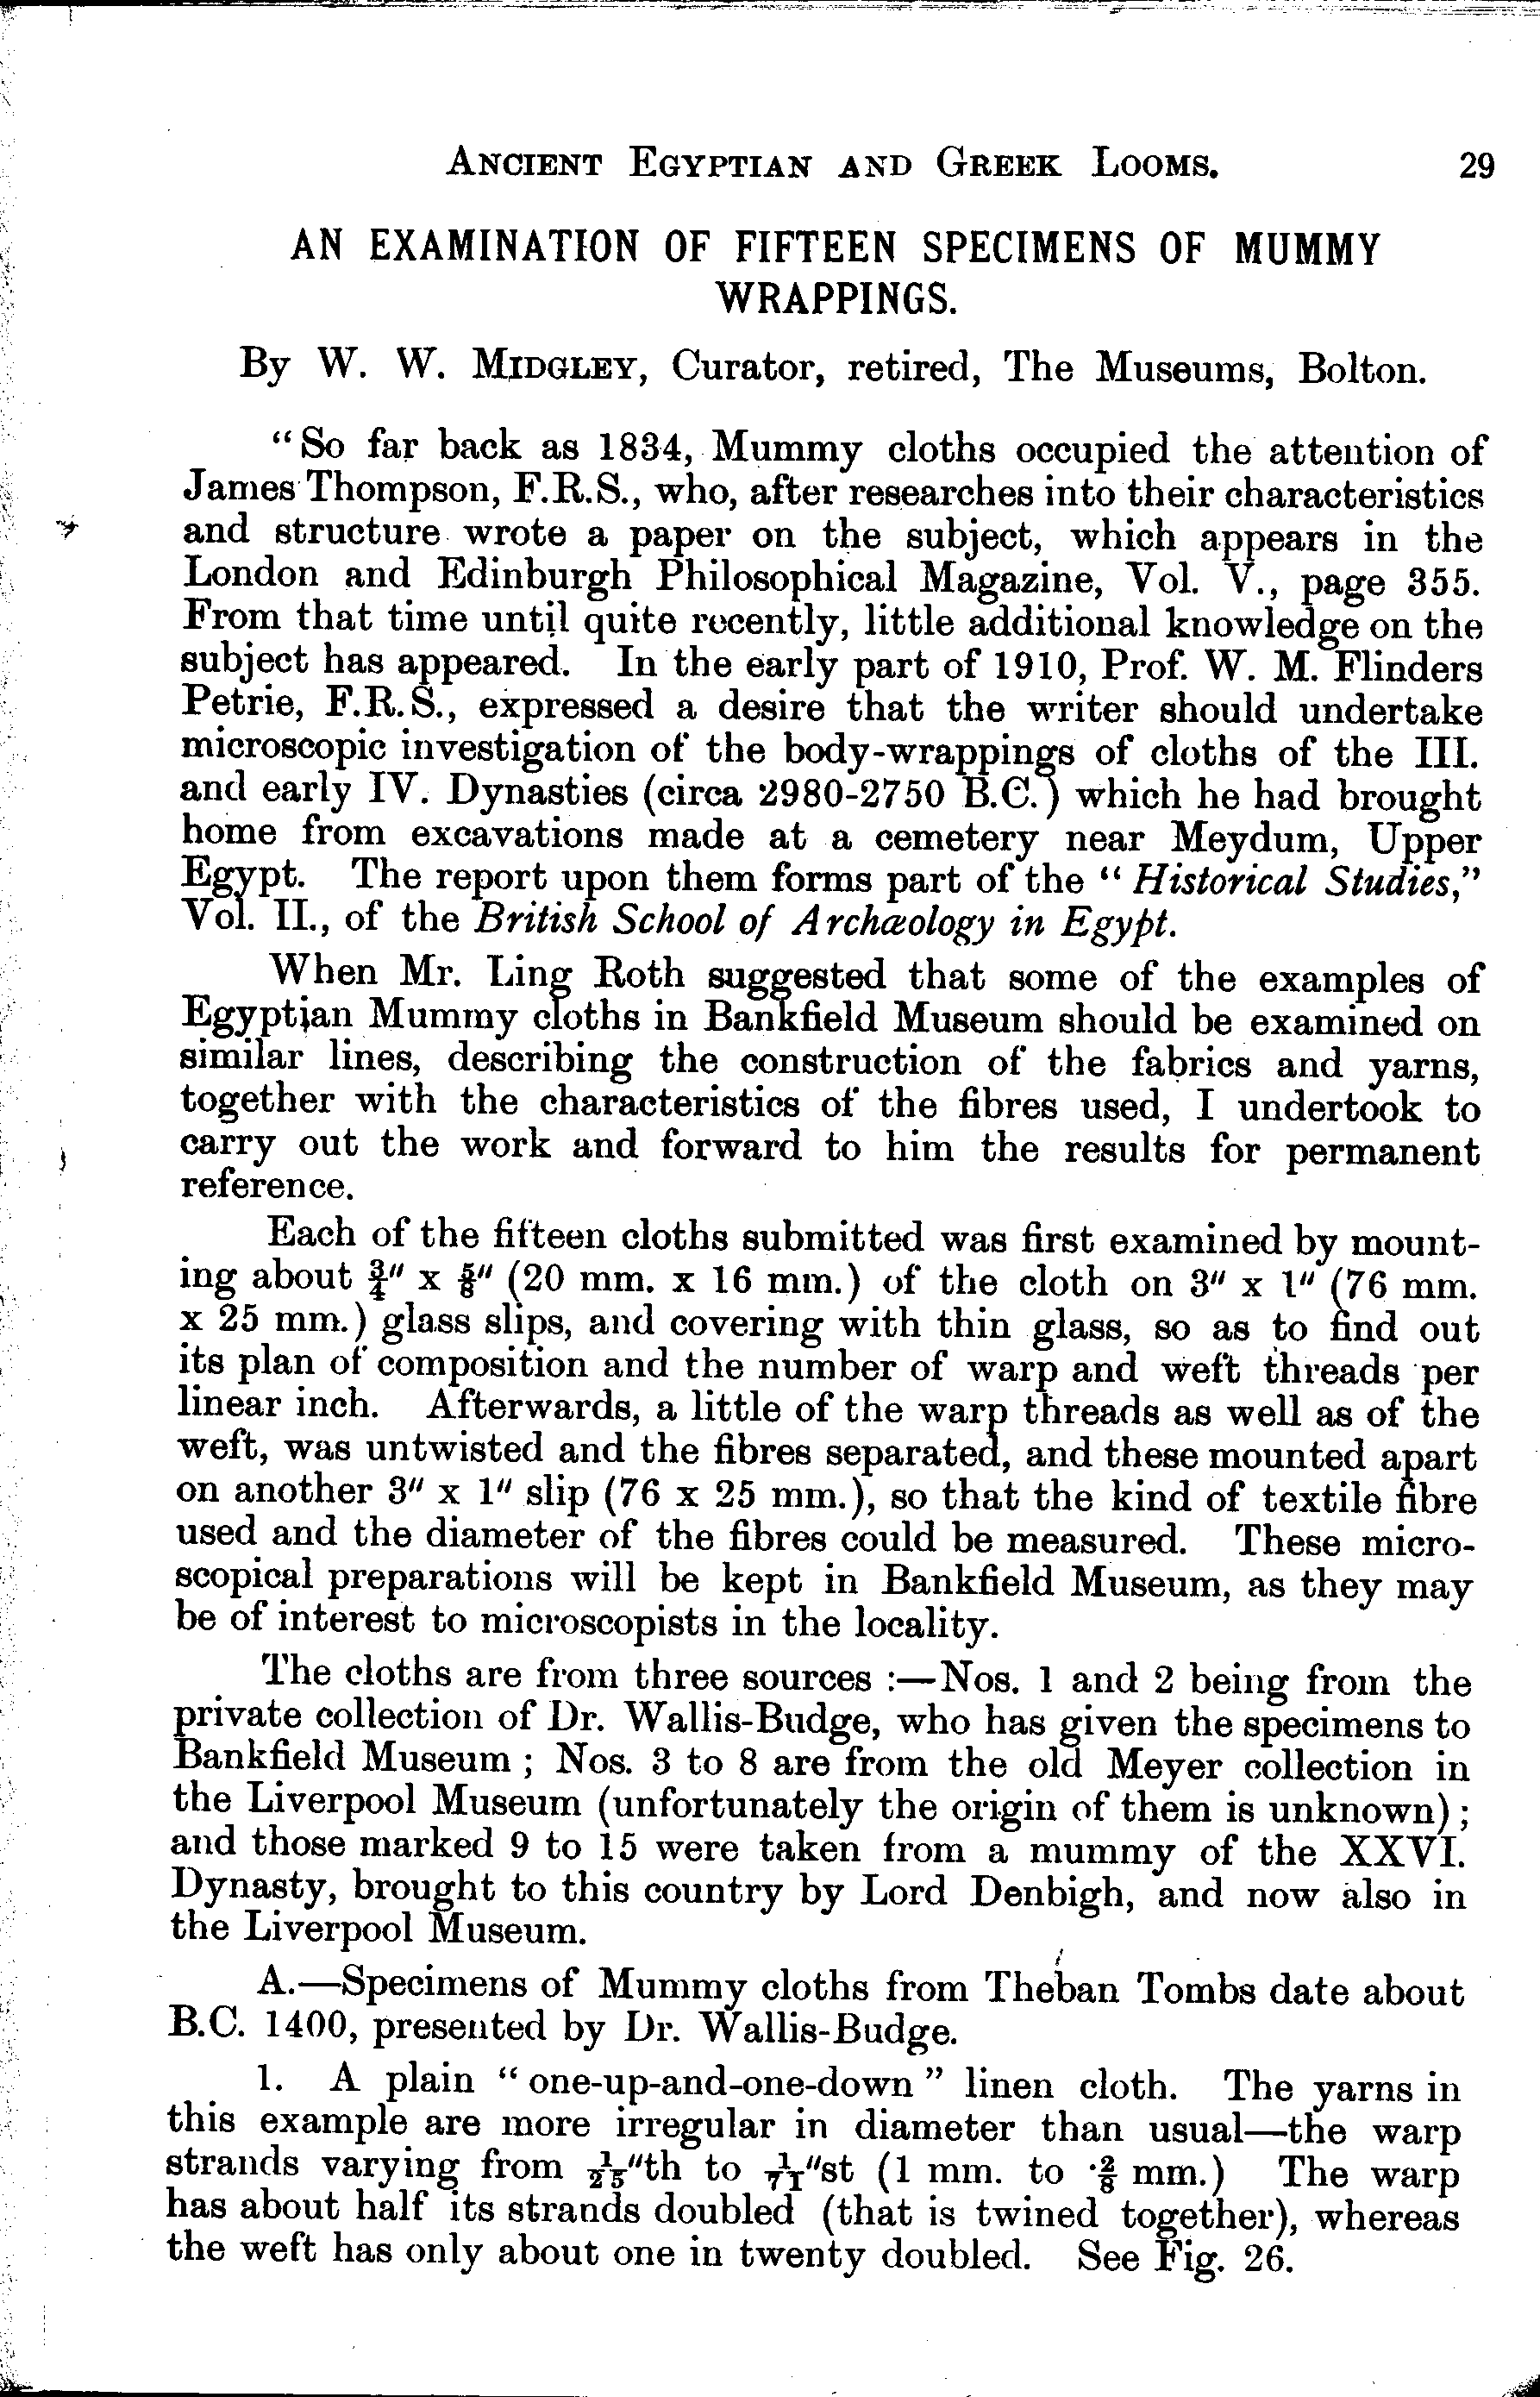 ANCIENT EGYPTIAN AND GREEK LOOMS. 29
AN EXAMINATION OF FIFTEEN SPECIMENS OF MUMMY
WRAPPINGS.
By W. W. MIDGLEY, Curator, retired, The Museums, Bolton.
“So far back as 1834, Mummy cloths occupied the attention of
James Thompson, F.R.S., who, after researches into their characteristics
and structure wrote a paper on the subject, which appears in the
London and Edinburgh Philosophical Magazine, Vol. V., page 355.
From that time until quite recently, little additional knowledge on the
subject has appeared. In the early part of 1910, Prof. W. M. Flinders
Petrie, F.R.S., expressed a desire that the writer should undertake
microscopic investigation of the body-wrappings of cloths of the III.
and early IV. Dynasties (circa 2980-2750 B.C.) which he had brought
home from excavations made at a cemetery near Meydum, Upper
Egypt. The report upon them forms part of the “Historical Studies,”
Vol. II., of the British School of Archæology in Egypt.
When Mr. Ling Roth suggested that some of the examples of
Egyptian Mummy cloths in Bankfield Museum should be examined on
similar lines, describing the construction of the fabrics and yarns,
together with the characteristics of the fibres used, I undertook to
carry out the work and forward to him the results for permanent
reference.
Each of the fifteen cloths submitted was first examined by mount-
ing about ¾″ x ⅝″ (20 mm. x 16 mm.) of the cloth on 3″ x 1″ (76 mm.
x 25 mm.) glass slips, and covering with thin glass, so as to find out
its plan of composition and the number of warp and weft threads per
linear inch. Afterwards, a little of the warp threads as well as of the
weft, was untwisted and the fibres separated, and these mounted apart
on another 3″ x 1″ slip (76 x 25 mm.), so that the kind of textile fibre
used and the diameter of the fibres could be measured. These micro-
scopical preparations will be kept in Bankfield Museum, as they may
be of interest to microscopists in the locality.
The cloths are from three sources :—Nos. 1 and 2 being from the
private collection of Dr. Wallis-Budge, who has given the specimens to
Bankfield Museum ; Nos. 3 to 8 are from the old Meyer collection in
the Liverpool Museum (unfortunately the origin of them is unknown) ;
and those marked 9 to 15 were taken from a mummy of the XXVI.
Dynasty, brought to this country by Lord Denbigh, and now also in
the Liverpool Museum.
A.—Specimens of Mummy cloths from Theban Tombs date about
B.C. 1400, presented by Dr. Wallis-Budge.
1. A plain “one-up-and-one-down” linen cloth. The yarns in
this example are more irregular in diameter than usual—the warp
strands varying from 1/25″th to 1/71″st (1 mm. to ·⅜ mm.) The warp
has about half its strands doubled (that is twined together), whereas
the weft has only about one in twenty doubled. See Fig. 26.